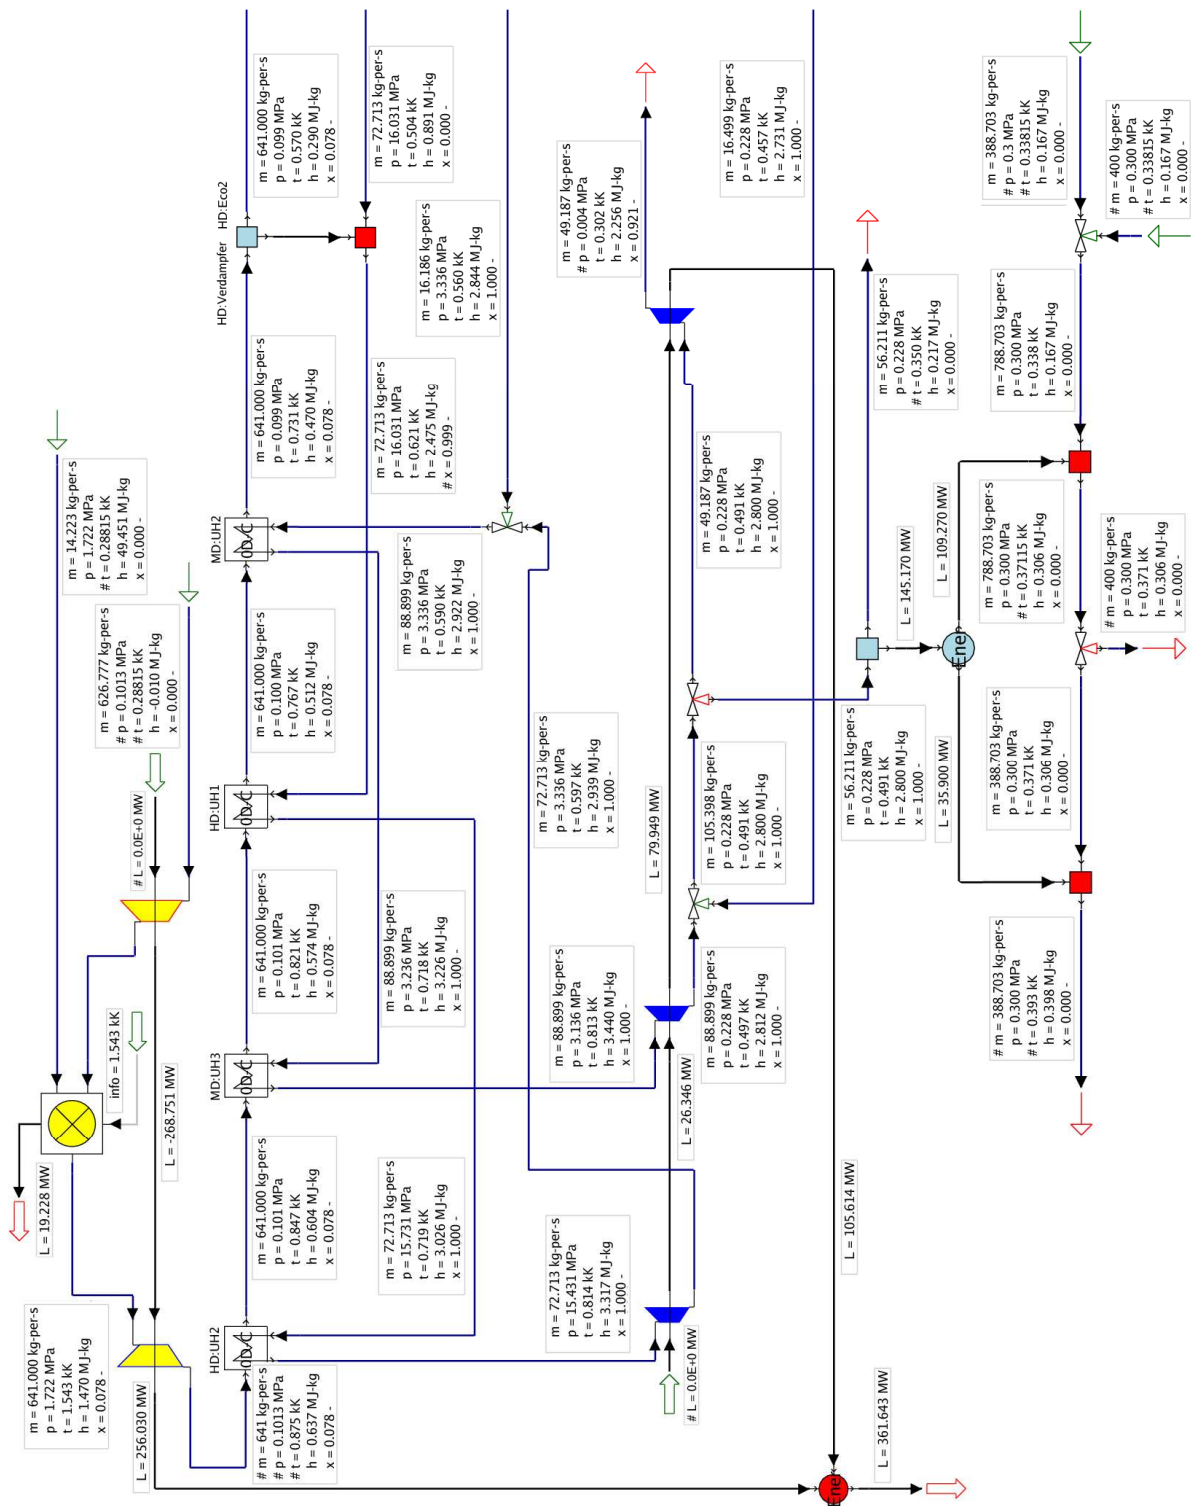 m = 641.000 kg-per-s
p = 1.722 MPa
t = 1.543 kK
h = 1.470 MJ-kg
x = 0.078 -
L = 19.228 MW
info = 1.543 kK
m = 14.223 kg-per-s
p = 1.722 MPa
# t = 0.28815 kK
h = 49.451 MJ-kg
x = 0.000 -
m = 626.777 kg-per-s
# p = 0.1013 MPa
# t = 0.28815 kK
h = -0.010 MJ-kg
x = 0.000 -
# L = 0.0E+0 MW
L = 256.030 MW
L = -268.751 MW
HD:UH2
MD:UH3
HD:UH1
MD:UH2
HD:Verdampfer
HD:Eco2
0D/C
0D/C
0D/C
0D/C
# m = 641 kg-per-s
# p = 0.1013 MPa
# t = 0.875 kK
h = 0.637 MJ-kg
x = 0.078 -
m = 641.000 kg-per-s
p = 0.101 MPa
t = 0.847 kK
h = 0.604 MJ-kg
x = 0.078 -
m = 641.000 kg-per-s
p = 0.101 MPa
t = 0.821 kK
h = 0.574 MJ-kg
x = 0.078 -
m = 641.000 kg-per-s
p = 0.100 MPa
t = 0.767 kK
h = 0.512 MJ-kg
x = 0.078 -
m = 641.000 kg-per-s
p = 0.099 MPa
t = 0.731 kK
h = 0.470 MJ-kg
x = 0.078 -
m = 641.000 kg-per-s
p = 0.099 MPa
t = 0.570 kK
h = 0.290 MJ-kg
x = 0.078 -
m = 72.713 kg-per-s
p = 15.731 MPa
t = 0.719 kK
h = 3.026 MJ-kg
x = 1.000 -
m = 88.899 kg-per-s
p = 3.236 MPa
t = 0.718 kK
h = 3.226 MJ-kg
x = 1.000 -
m = 88.899 kg-per-s
p = 3.336 MPa
t = 0.590 kK
h = 2.922 MJ-kg
x = 1.000 -
m = 72.713 kg-per-s
p = 16.031 MPa
t = 0.621 kK
h = 2.475 MJ-kg
# x = 0.999 -
m = 72.713 kg-per-s
p = 16.031 MPa
t = 0.504 kK
h = 0.891 MJ-kg
x = 0.000 -
m = 16.186 kg-per-s
p = 3.336 MPa
t = 0.560 kK
h = 2.844 MJ-kg
x = 1.000 -
m = 72.713 kg-per-s
p = 15.431 MPa
t = 0.814 kK
h = 3.317 MJ-kg
x = 1.000 -
m = 88.899 kg-per-s
p = 3.136 MPa
t = 0.813 kK
h = 3.440 MJ-kg
x = 1.000 -
m = 72.713 kg-per-s
p = 3.336 MPa
t = 0.597 kK
h = 2.939 MJ-kg
x = 1.000 -
m = 49.187 kg-per-s
# p = 0.004 MPa
t = 0.302 kK
h = 2.256 MJ-kg
x = 0.921 -
# L = 0.0E+0 MW
L = 26.346 MW
L = 79.949 MW
m = 88.899 kg-per-s
p = 0.228 MPa
t = 0.497 kK
h = 2.812 MJ-kg
x = 1.000 -
m = 105.398 kg-per-s
p = 0.228 MPa
t = 0.491 kK
h = 2.800 MJ-kg
x = 1.000 -
m = 49.187 kg-per-s
p = 0.228 MPa
t = 0.491 kK
h = 2.800 MJ-kg
x = 1.000 -
m = 16.499 kg-per-s
p = 0.228 MPa
t = 0.457 kK
h = 2.731 MJ-kg
x = 1.000 -
Ener
L = 361.643 MW
L = 105.614 MW
m = 56.211 kg-per-s
p = 0.228 MPa
t = 0.491 kK
h = 2.800 MJ-kg
x = 1.000 -
m = 56.211 kg-per-s
p = 0.228 MPa
# t = 0.350 kK
h = 0.217 MJ-kg
x = 0.000 -
L = 145.170 MW
Ener
L = 35.900 MW
L = 109.270 MW
# m = 388.703 kg-per-s
p = 0.300 MPa
# t = 0.393 kK
h = 0.398 MJ-kg
x = 0.000 -
m = 388.703 kg-per-s
p = 0.300 MPa
t = 0.371 kK
h = 0.306 MJ-kg
x = 0.000 -
m = 788.703 kg-per-s
p = 0.300 MPa
# t = 0.37115 kK
h = 0.306 MJ-kg
x = 0.000 -
m = 788.703 kg-per-s
p = 0.300 MPa
t = 0.338 kK
h = 0.167 MJ-kg
x = 0.000 -
m = 388.703 kg-per-s
# p = 0.3 MPa
# t = 0.33815 kK
h = 0.167 MJ-kg
x = 0.000 -
# m = 400 kg-per-s
p = 0.300 MPa
t = 0.371 kK
h = 0.306 MJ-kg
x = 0.000 -
# m = 400 kg-per-s
p = 0.300 MPa
# t = 0.33815 kK
h = 0.167 MJ-kg
x = 0.000 -